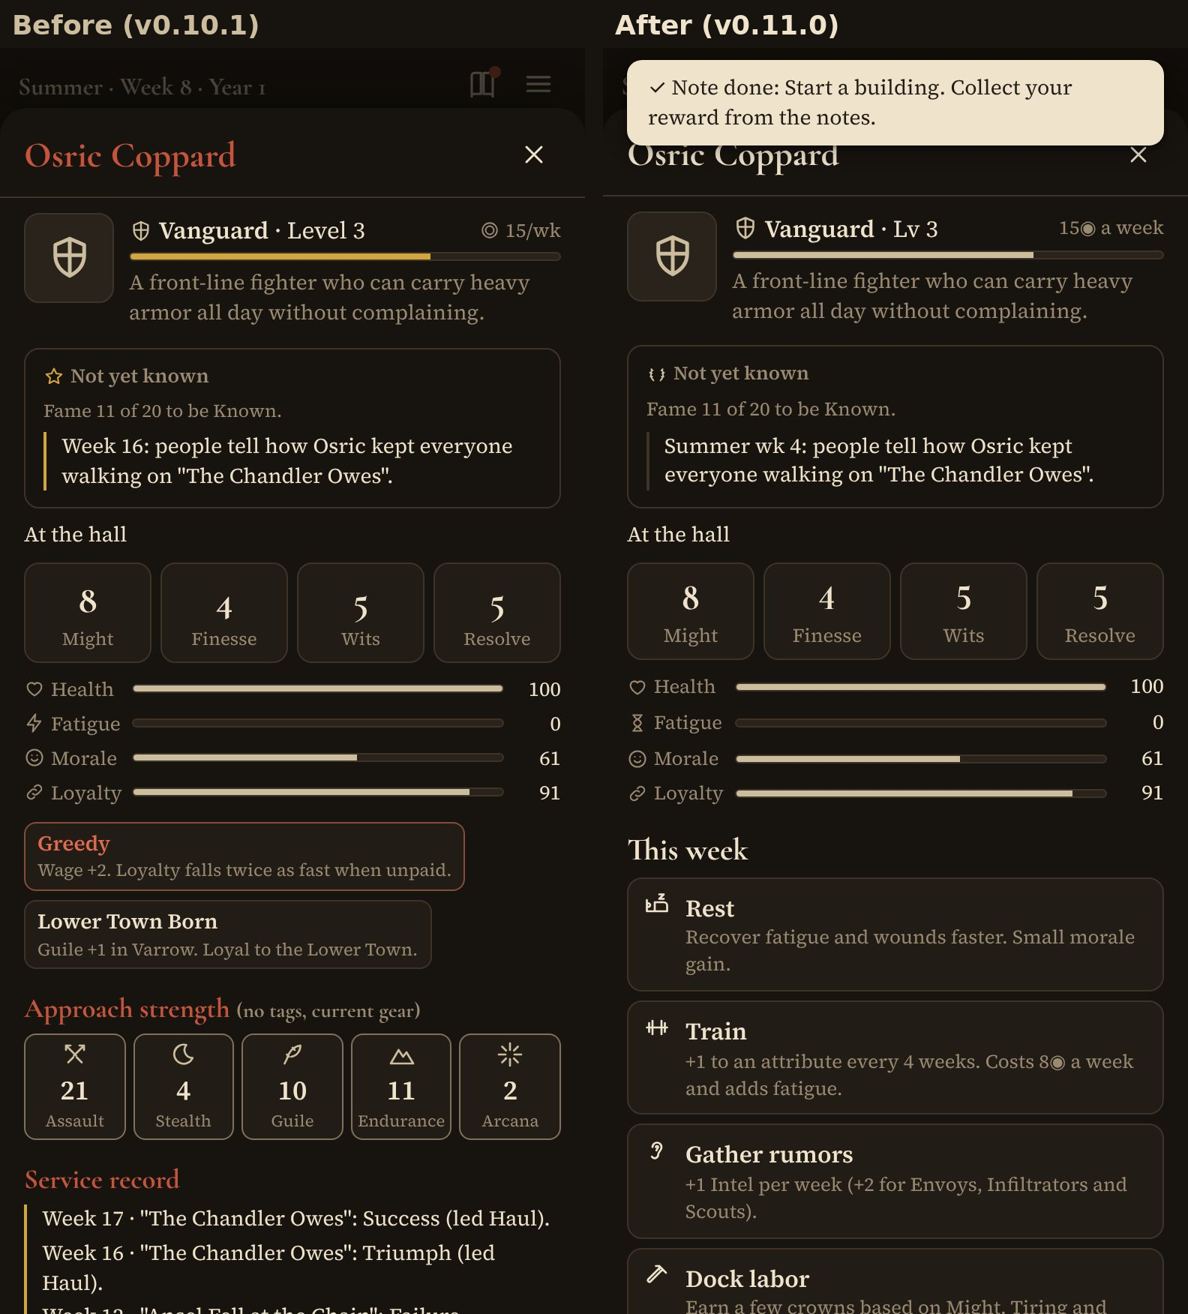 Before (v0.10.1)
Summer · Week 8 · Year 1
Osric Coppard
Vanguard · Level 3
15/wk
A front-line fighter who can carry heavy
armor all day without complaining.
Not yet known
Fame 11 of 20 to be Known.
Week 16: people tell how Osric kept everyone
walking on "The Chandler Owes".
At the hall
8
Might
4
Finesse
5
Wits
5
Resolve
Health 100
Fatigue 0
Morale 61
Loyalty 91
Greedy
Wage +2. Loyalty falls twice as fast when unpaid.
Lower Town Born
Guile +1 in Varrow. Loyal to the Lower Town.
Approach strength (no tags, current gear)
21
Assault
4
Stealth
10
Guile
11
Endurance
2
Arcana
Service record
Week 17 · "The Chandler Owes": Success (led Haul).
Week 16 · "The Chandler Owes": Triumph (led
Haul).
After (v0.11.0)
✓ Note done: Start a building. Collect your
reward from the notes.
Osric Coppard
Vanguard · Lv 3
15◉ a week
A front-line fighter who can carry heavy
armor all day without complaining.
Not yet known
Fame 11 of 20 to be Known.
Summer wk 4: people tell how Osric kept
everyone walking on "The Chandler Owes".
At the hall
8
Might
4
Finesse
5
Wits
5
Resolve
Health 100
Fatigue 0
Morale 61
Loyalty 91
This week
Rest
Recover fatigue and wounds faster. Small morale
gain.
Train
+1 to an attribute every 4 weeks. Costs 8◉ a week
and adds fatigue.
Gather rumors
+1 Intel per week (+2 for Envoys, Infiltrators and
Scouts).
Dock labor
Earn a few crowns based on Might. Tiring and